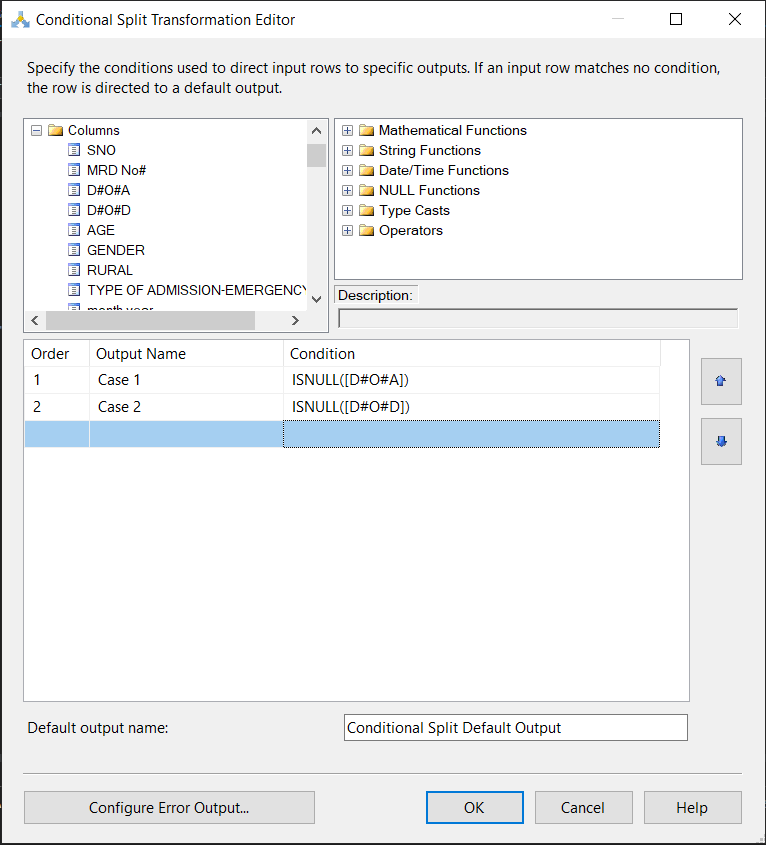 Conditional Split Transformation Editor
Specify the conditions used to direct input rows to specific outputs. If an input row matches no condition,
the row is directed to a default output.
Columns
SNO
MRD No#
D#O#A
D#O#D
AGE
GENDER
RURAL
TYPE OF ADMISSION-EMERGENCY
month year
Mathematical Functions
String Functions
Date/Time Functions
NULL Functions
Type Casts
Operators
Description:
Order Output Name Condition
1 Case 1 ISNULL([D#O#A])
2 Case 2 ISNULL([D#O#D])
Default output name: Conditional Split Default Output
Configure Error Output... OK Cancel Help